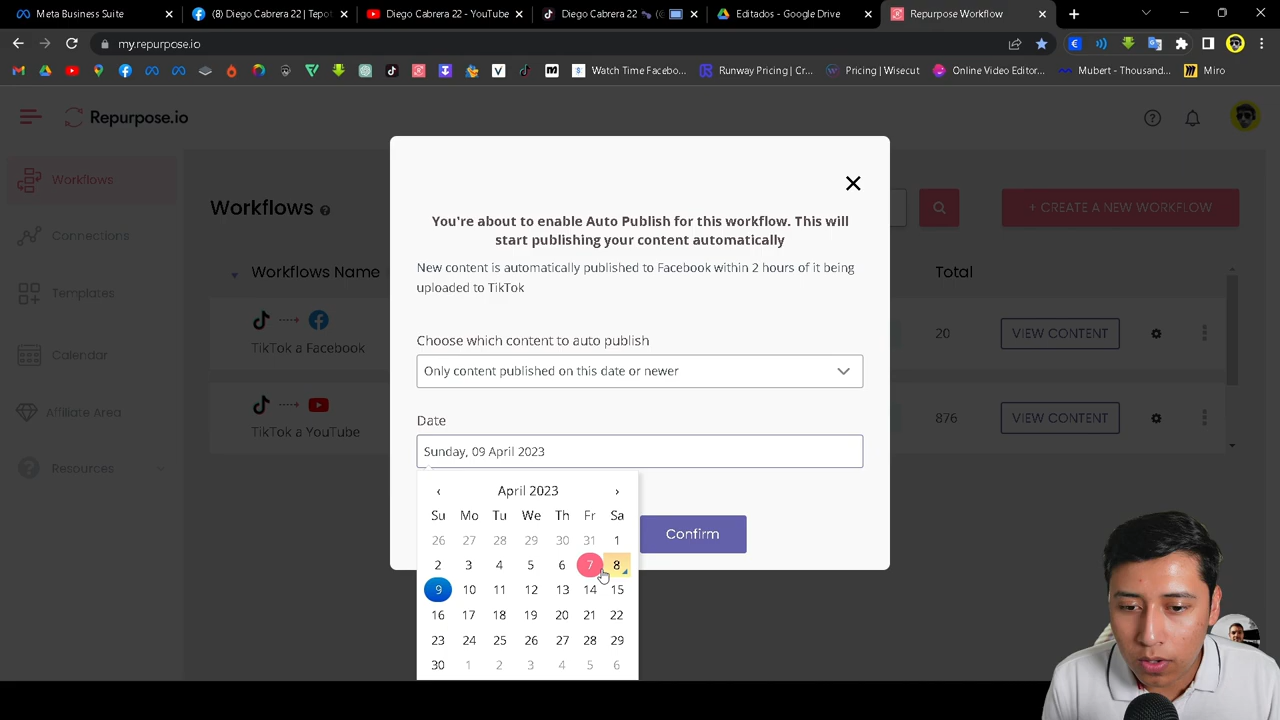 Meta Business Suite
(8) Diego Cabrera 22 | Tepot
Diego Cabrera 22 - YouTube
Diego Cabrera 22
Editados - Google Drive
Repurpose Workflow
my.repurpose.io
Watch Time Facebo...
Runway Pricing | Cr...
Pricing | Wisecut
Online Video Editor...
Mubert - Thousand...
Miro
Repurpose.io
Workflows
Connections
Templates
Calendar
Affiliate Area
Resources
Workflows
+ CREATE A NEW WORKFLOW
Workflows Name
Total
TikTok a Facebook
20
VIEW CONTENT
TikTok a YouTube
876
VIEW CONTENT
You're about to enable Auto Publish for this workflow. This will
start publishing your content automatically
New content is automatically published to Facebook within 2 hours of it being
uploaded to TikTok
Choose which content to auto publish
Only content published on this date or newer
Date
Sunday, 09 April 2023
‹ April 2023 ›
Su Mo Tu We Th Fr Sa
26 27 28 29 30 31 1
2 3 4 5 6 7 8
9 10 11 12 13 14 15
16 17 18 19 20 21 22
23 24 25 26 27 28 29
30 1 2 3 4 5 6
Confirm